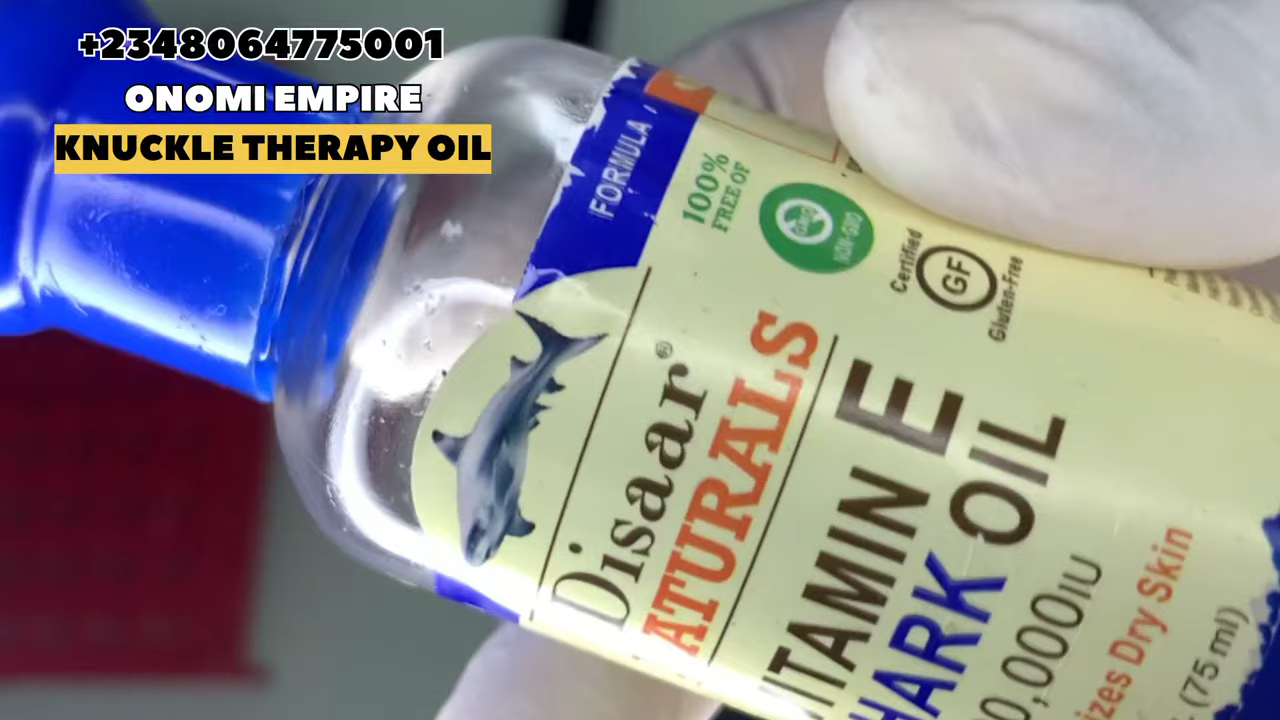 +2348064775001
ONOMI EMPIRE
KNUCKLE THERAPY OIL
FORMULA
100%
FREE OF
NON-GMO
Certified
GF
Gluten-Free
Disaar®
ATURALS
ITAMIN E
HARK OIL
0,000IU
izes Dry Skin
(75 ml)